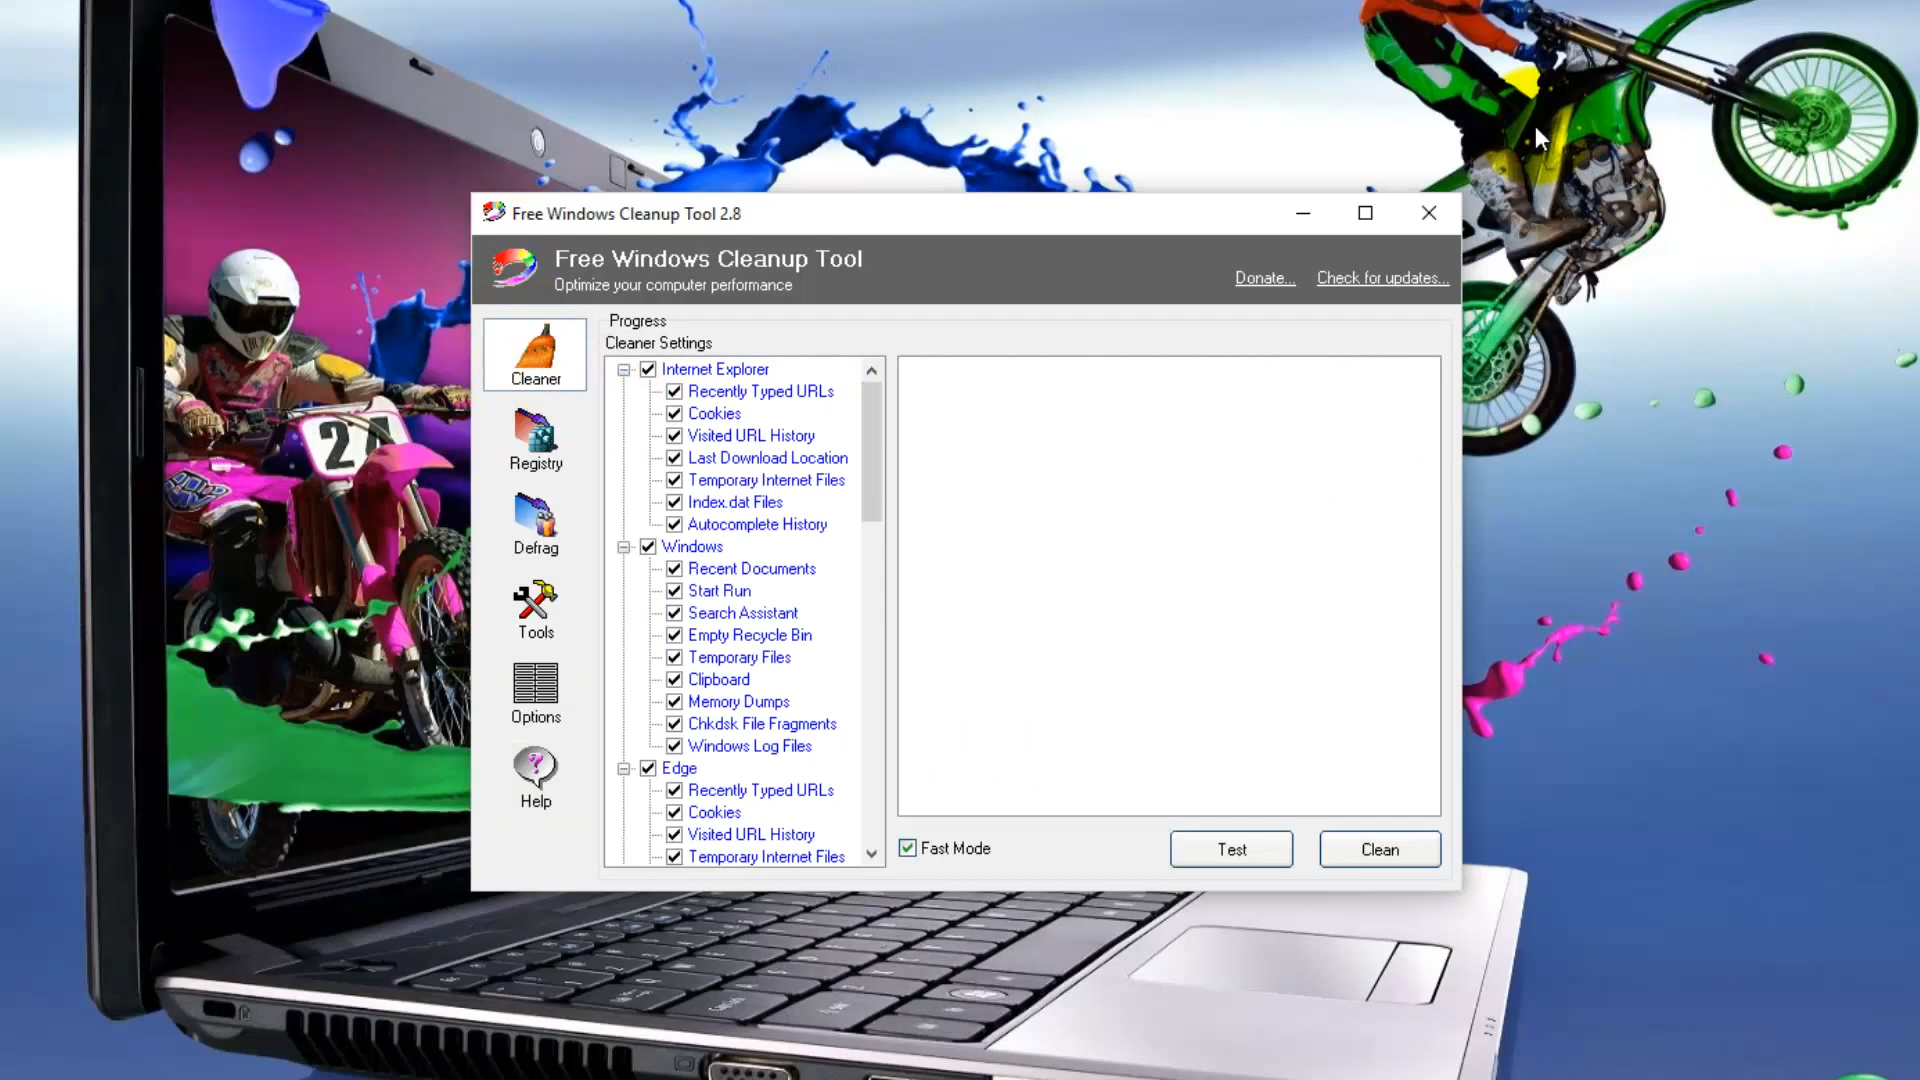 Free Windows Cleanup Tool 2.8
Free Windows Cleanup Tool
Optimize your computer performance
Donate...
Check for updates...
Cleaner
Registry
Defrag
Tools
Options
Help
Progress
Cleaner Settings
Internet Explorer
Recently Typed URLs
Cookies
Visited URL History
Last Download Location
Temporary Internet Files
Index.dat Files
Autocomplete History
Windows
Recent Documents
Start Run
Search Assistant
Empty Recycle Bin
Temporary Files
Clipboard
Memory Dumps
Chkdsk File Fragments
Windows Log Files
Edge
Recently Typed URLs
Cookies
Visited URL History
Temporary Internet Files
Fast Mode
Test
Clean
24